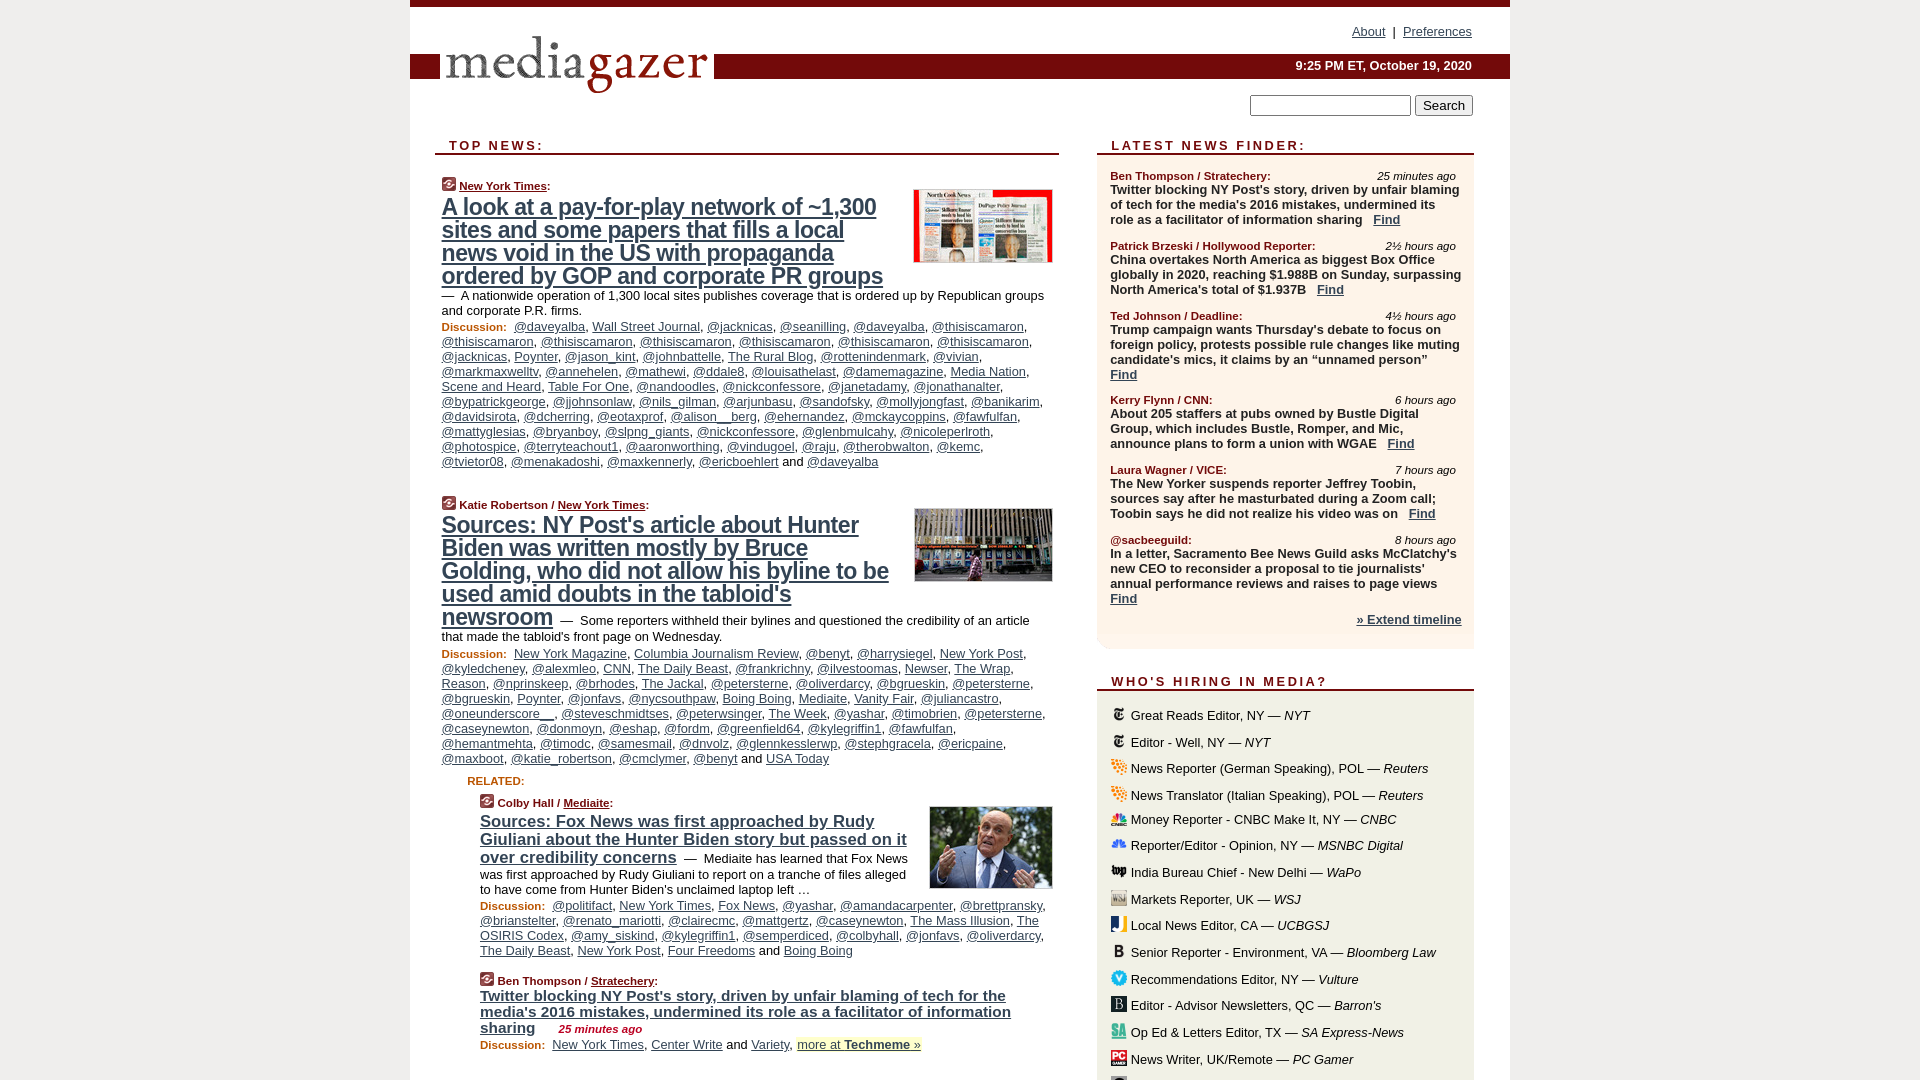 About | Preferences
mediagazer
9:25 PM ET, October 19, 2020
Search
TOP NEWS:
New York Times:
A look at a pay-for-play network of ~1,300
sites and some papers that fills a local
news void in the US with propaganda
ordered by GOP and corporate PR groups
— A nationwide operation of 1,300 local sites publishes coverage that is ordered up by Republican groups
and corporate P.R. firms.
Discussion: @daveyalba, Wall Street Journal, @jacknicas, @seanilling, @daveyalba, @thisiscamaron,
@thisiscamaron, @thisiscamaron, @thisiscamaron, @thisiscamaron, @thisiscamaron, @thisiscamaron,
@jacknicas, Poynter, @jason_kint, @johnbattelle, The Rural Blog, @rottenindenmark, @vivian,
@markmaxwelltv, @annehelen, @mathewi, @ddale8, @louisathelast, @damemagazine, Media Nation,
Scene and Heard, Table For One, @nandoodles, @nickconfessore, @janetadamy, @jonathanalter,
@bypatrickgeorge, @jjohnsonlaw, @nils_gilman, @arjunbasu, @sandofsky, @mollyjongfast, @banikarim,
@davidsirota, @dcherring, @eotaxprof, @alison__berg, @ehernandez, @mckaycoppins, @fawfulfan,
@mattyglesias, @bryanboy, @slpng_giants, @nickconfessore, @glenbmulcahy, @nicoleperlroth,
@photospice, @terryteachout1, @aaronworthing, @vindugoel, @raju, @therobwalton, @kemc,
@tvietor08, @menakadoshi, @maxkennerly, @ericboehlert and @daveyalba
Katie Robertson / New York Times:
Sources: NY Post's article about Hunter
Biden was written mostly by Bruce
Golding, who did not allow his byline to be
used amid doubts in the tabloid's
newsroom — Some reporters withheld their bylines and questioned the credibility of an article
that made the tabloid's front page on Wednesday.
Discussion: New York Magazine, Columbia Journalism Review, @benyt, @harrysiegel, New York Post,
@kyledcheney, @alexmleo, CNN, The Daily Beast, @frankrichny, @ilvestoomas, Newser, The Wrap,
Reason, @nprinskeep, @brhodes, The Jackal, @petersterne, @oliverdarcy, @bgrueskin, @petersterne,
@bgrueskin, Poynter, @jonfavs, @nycsouthpaw, Boing Boing, Mediaite, Vanity Fair, @juliancastro,
@oneunderscore__, @steveschmidtses, @peterwsinger, The Week, @yashar, @timobrien, @petersterne,
@caseynewton, @donmoyn, @eshap, @fordm, @greenfield64, @kylegriffin1, @fawfulfan,
@hemantmehta, @timodc, @samesmail, @dnvolz, @glennkesslerwp, @stephgracela, @ericpaine,
@maxboot, @katie_robertson, @cmclymer, @benyt and USA Today
RELATED:
Colby Hall / Mediaite:
Sources: Fox News was first approached by Rudy
Giuliani about the Hunter Biden story but passed on it
over credibility concerns — Mediaite has learned that Fox News
was first approached by Rudy Giuliani to report on a tranche of files alleged
to have come from Hunter Biden's unclaimed laptop left …
Discussion: @politifact, New York Times, Fox News, @yashar, @amandacarpenter, @brettpransky,
@brianstelter, @renato_mariotti, @clairecmc, @mattgertz, @caseynewton, The Mass Illusion, The
OSIRIS Codex, @amy_siskind, @kylegriffin1, @semperdiced, @colbyhall, @jonfavs, @oliverdarcy,
The Daily Beast, New York Post, Four Freedoms and Boing Boing
Ben Thompson / Stratechery:
Twitter blocking NY Post's story, driven by unfair blaming of tech for the
media's 2016 mistakes, undermined its role as a facilitator of information
sharing 25 minutes ago
Discussion: New York Times, Center Write and Variety, more at Techmeme »
LATEST NEWS FINDER:
Ben Thompson / Stratechery: 25 minutes ago
Twitter blocking NY Post's story, driven by unfair blaming
of tech for the media's 2016 mistakes, undermined its
role as a facilitator of information sharing Find
Patrick Brzeski / Hollywood Reporter: 2½ hours ago
China overtakes North America as biggest Box Office
globally in 2020, reaching $1.988B on Sunday, surpassing
North America's total of $1.937B Find
Ted Johnson / Deadline: 4½ hours ago
Trump campaign wants Thursday's debate to focus on
foreign policy, protests possible rule changes like muting
candidate's mics, it claims by an “unnamed person”
Find
Kerry Flynn / CNN: 6 hours ago
About 205 staffers at pubs owned by Bustle Digital
Group, which includes Bustle, Romper, and Mic,
announce plans to form a union with WGAE Find
Laura Wagner / VICE: 7 hours ago
The New Yorker suspends reporter Jeffrey Toobin,
sources say after he masturbated during a Zoom call;
Toobin says he did not realize his video was on Find
@sacbeeguild: 8 hours ago
In a letter, Sacramento Bee News Guild asks McClatchy's
new CEO to reconsider a proposal to tie journalists'
annual performance reviews and raises to page views
Find
» Extend timeline
WHO'S HIRING IN MEDIA?
Great Reads Editor, NY — NYT
Editor - Well, NY — NYT
News Reporter (German Speaking), POL — Reuters
News Translator (Italian Speaking), POL — Reuters
Money Reporter - CNBC Make It, NY — CNBC
Reporter/Editor - Opinion, NY — MSNBC Digital
India Bureau Chief - New Delhi — WaPo
Markets Reporter, UK — WSJ
Local News Editor, CA — UCBGSJ
Senior Reporter - Environment, VA — Bloomberg Law
Recommendations Editor, NY — Vulture
Editor - Advisor Newsletters, QC — Barron's
Op Ed & Letters Editor, TX — SA Express-News
News Writer, UK/Remote — PC Gamer